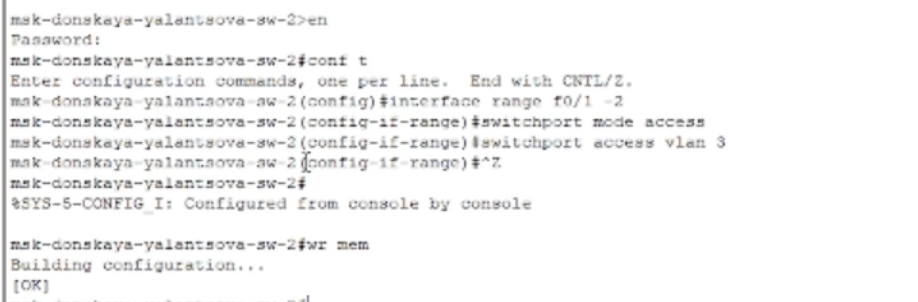 msk-donskaya-yalantsova-sw-2>en
Password:
msk-donskaya-yalantsova-sw-2#conf t
Enter configuration commands, one per line.  End with CNTL/Z.
msk-donskaya-yalantsova-sw-2(config)#interface range f0/1 -2
msk-donskaya-yalantsova-sw-2(config-if-range)#switchport mode access
msk-donskaya-yalantsova-sw-2(config-if-range)#switchport access vlan 3
msk-donskaya-yalantsova-sw-2(config-if-range)#^Z
msk-donskaya-yalantsova-sw-2#
%SYS-5-CONFIG_I: Configured from console by console
msk-donskaya-yalantsova-sw-2#wr mem
Building configuration...
[OK]